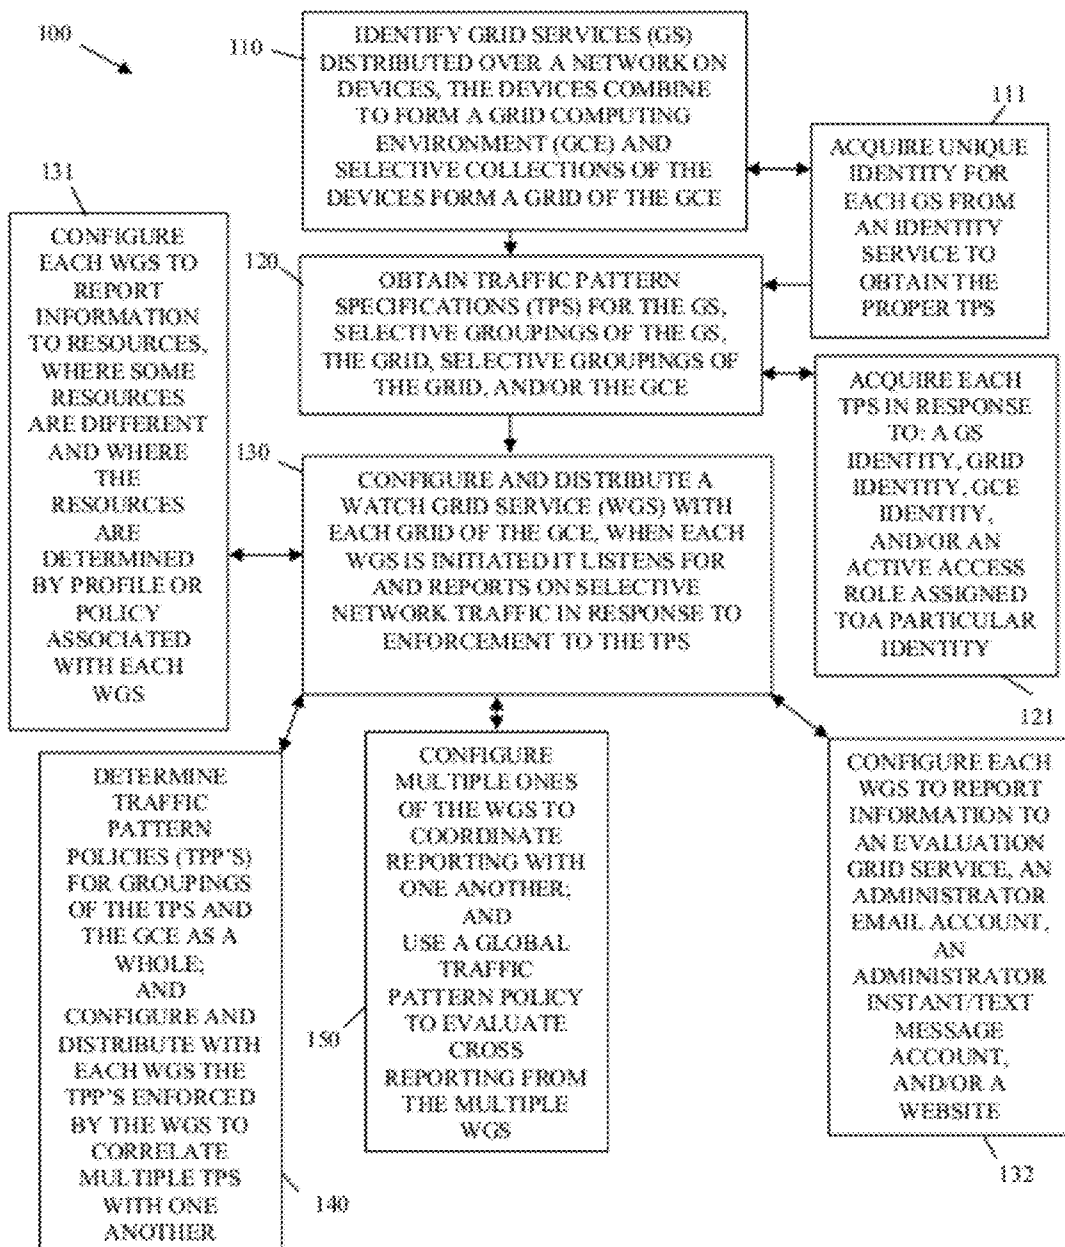 100
110
IDENTIFY GRID SERVICES (GS)
DISTRIBUTED OVER A NETWORK ON
DEVICES, THE DEVICES COMBINE
TO FORM A GRID COMPUTING
ENVIRONMENT (GCE) AND
SELECTIVE COLLECTIONS OF THE
DEVICES FORM A GRID OF THE GCE
111
ACQUIRE UNIQUE
IDENTITY FOR
EACH GS FROM
AN IDENTITY
SERVICE TO
OBTAIN THE
PROPER TPS
120
OBTAIN TRAFFIC PATTERN
SPECIFICATIONS (TPS) FOR THE GS,
SELECTIVE GROUPINGS OF THE GS,
THE GRID, SELECTIVE GROUPINGS OF
THE GRID, AND/OR THE GCE
ACQUIRE EACH
TPS IN RESPONSE
TO: A GS
IDENTITY, GRID
IDENTITY, GCE
IDENTITY,
AND/OR AN
ACTIVE ACCESS
ROLE ASSIGNED
TOA PARTICULAR
IDENTITY
121
130
CONFIGURE AND DISTRIBUTE A
WATCH GRID SERVICE (WGS) WITH
EACH GRID OF THE GCE, WHEN EACH
WGS IS INITIATED IT LISTENS FOR
AND REPORTS ON SELECTIVE
NETWORK TRAFFIC IN RESPONSE TO
ENFORCEMENT TO THE TPS
131
CONFIGURE
EACH WGS TO
REPORT
INFORMATION
TO RESOURCES,
WHERE SOME
RESOURCES
ARE DIFFERENT
AND WHERE
THE
RESOURCES
ARE
DETERMINED
BY PROFILE OR
POLICY
ASSOCIATED
WITH EACH
WGS
DETERMINE
TRAFFIC
PATTERN
POLICIES (TPP'S)
FOR GROUPINGS
OF THE TPS AND
THE GCE AS A
WHOLE;
AND
CONFIGURE AND
DISTRIBUTE WITH
EACH WGS THE
TPP'S ENFORCED
BY THE WGS TO
CORRELATE
MULTIPLE TPS
WITH ONE
ANOTHER
140
CONFIGURE
MULTIPLE ONES
OF THE WGS TO
COORDINATE
REPORTING WITH
ONE ANOTHER;
AND
USE A GLOBAL
TRAFFIC
PATTERN POLICY
TO EVALUATE
CROSS
REPORTING FROM
THE MULTIPLE
WGS
150
CONFIGURE EACH
WGS TO REPORT
INFORMATION TO
AN EVALUATION
GRID SERVICE, AN
ADMINISTRATOR
EMAIL ACCOUNT,
AN
ADMINISTRATOR
INSTANT/TEXT
MESSAGE
ACCOUNT,
AND/OR A
WEBSITE
132